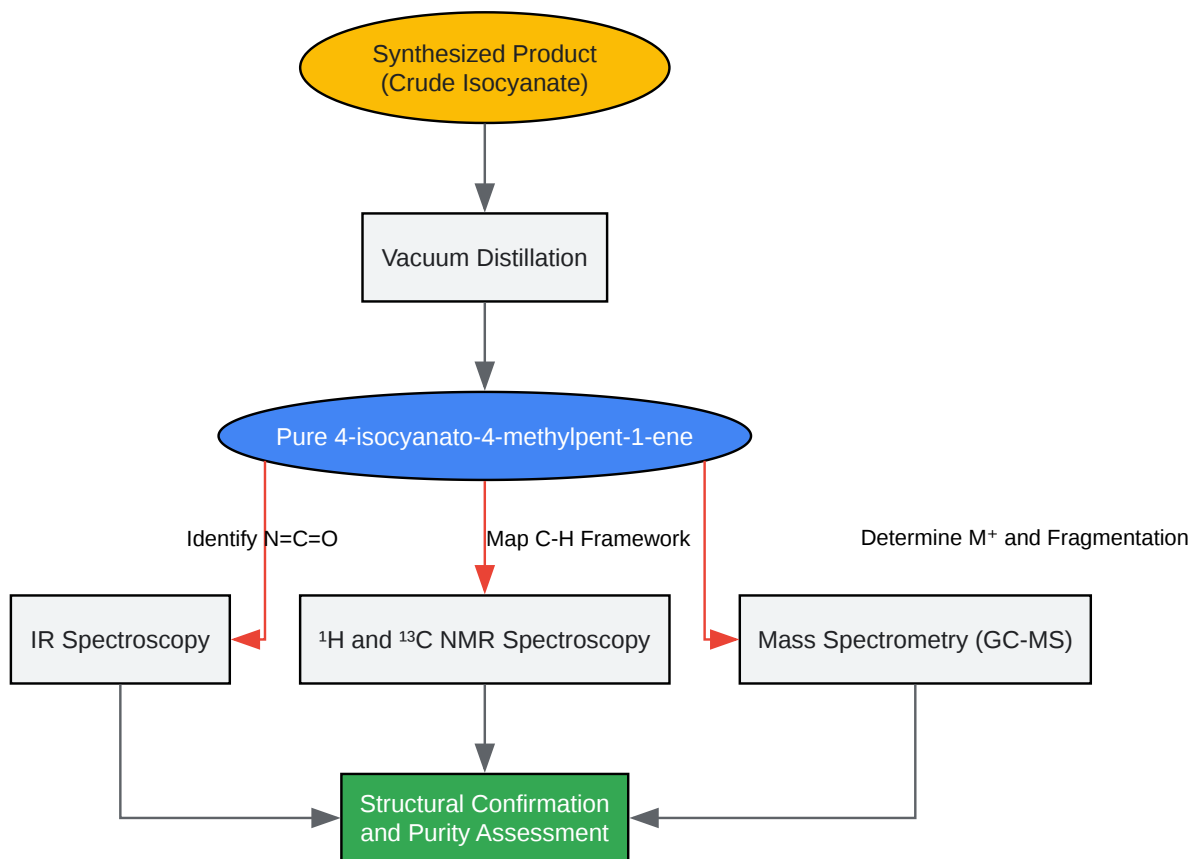 Synthesized Product
(Crude Isocyanate)
Vacuum Distillation
Pure 4-isocyanato-4-methylpent-1-ene
Identify N=C=O
Map C-H Framework
Determine M⁺ and Fragmentation
IR Spectroscopy
¹H and ¹³C NMR Spectroscopy
Mass Spectrometry (GC-MS)
Structural Confirmation
and Purity Assessment